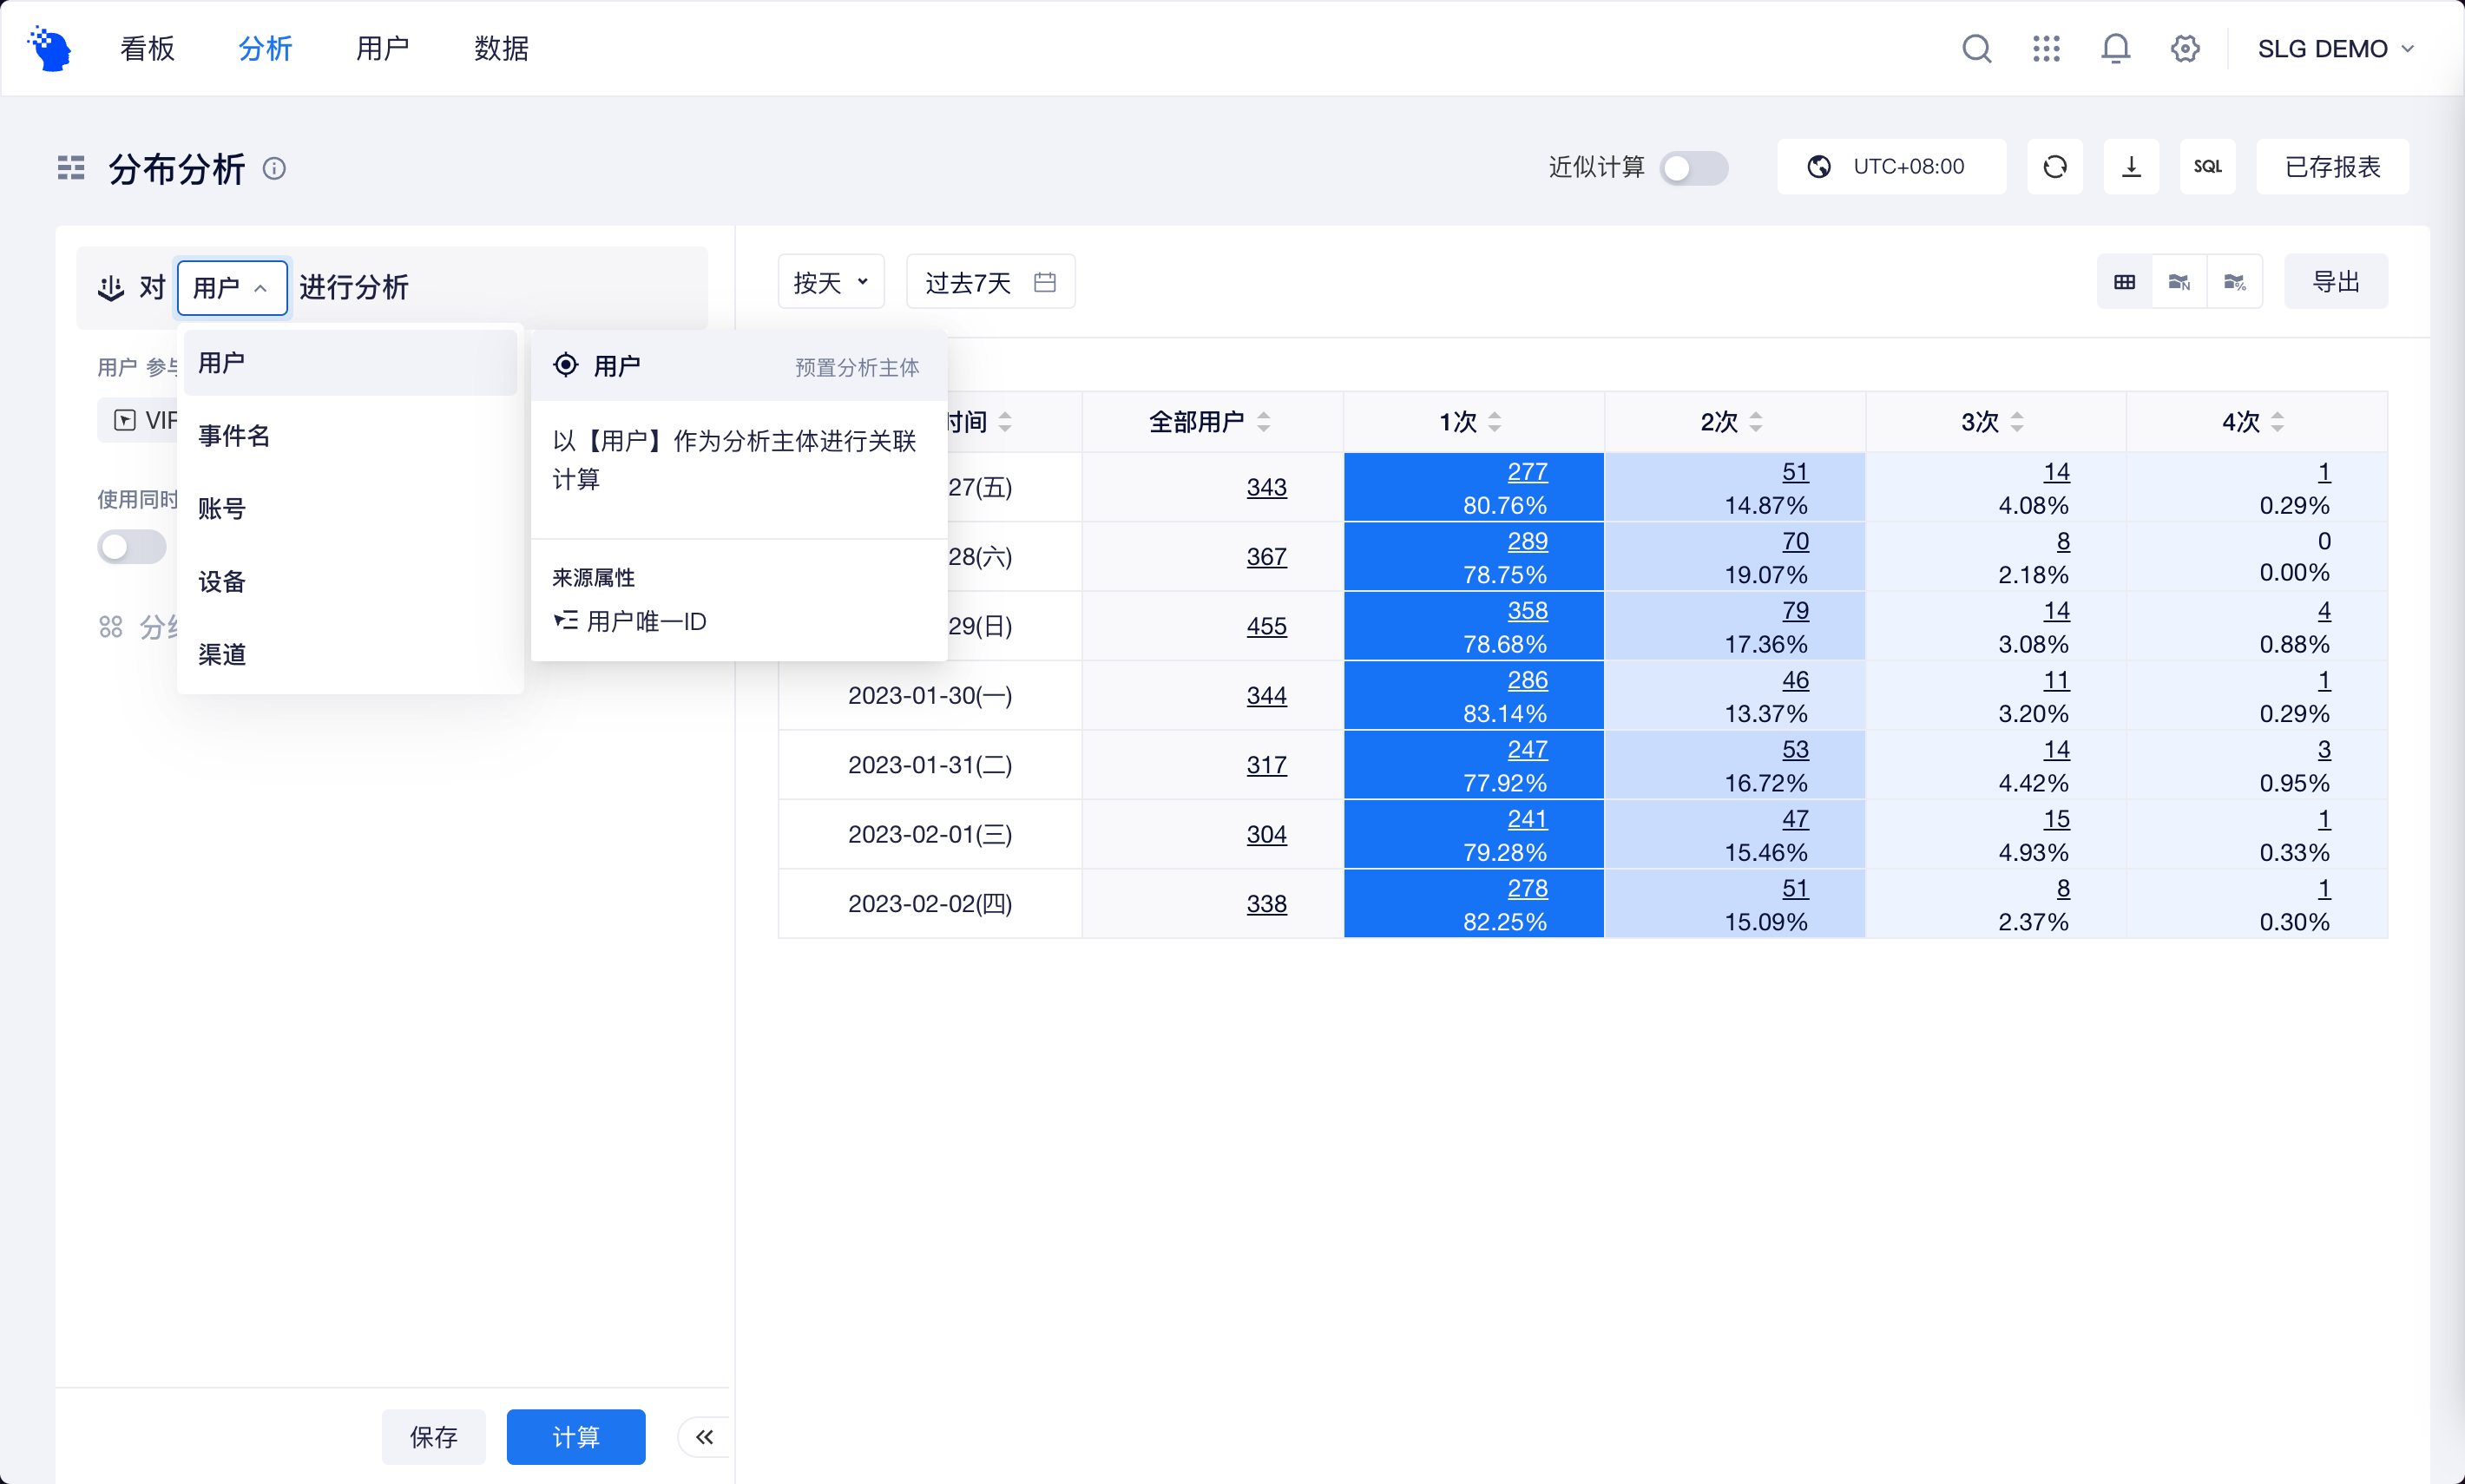 看板 分析 用户 数据 SLG DEMO
分布分析 近似计算 UTC+08:00 SQL 已存报表
对 用户 进行分析 按天 过去7天 N % 导出
用户 参与
用户
事件名
账号
设备
渠道
VIP
使用同时
用户 预置分析主体
以【用户】作为分析主体进行关联
计算
来源属性
用户唯一ID
时间 全部用户 1次 2次 3次 4次
27(五) 343 277 51 14 1
80.76% 14.87% 4.08% 0.29%
28(六) 367 289 70 8 0
78.75% 19.07% 2.18% 0.00%
29(日) 455 358 79 14 4
78.68% 17.36% 3.08% 0.88%
2023-01-30(一) 344 286 46 11 1
83.14% 13.37% 3.20% 0.29%
2023-01-31(二) 317 247 53 14 3
77.92% 16.72% 4.42% 0.95%
2023-02-01(三) 304 241 47 15 1
79.28% 15.46% 4.93% 0.33%
2023-02-02(四) 338 278 51 8 1
82.25% 15.09% 2.37% 0.30%
保存 计算